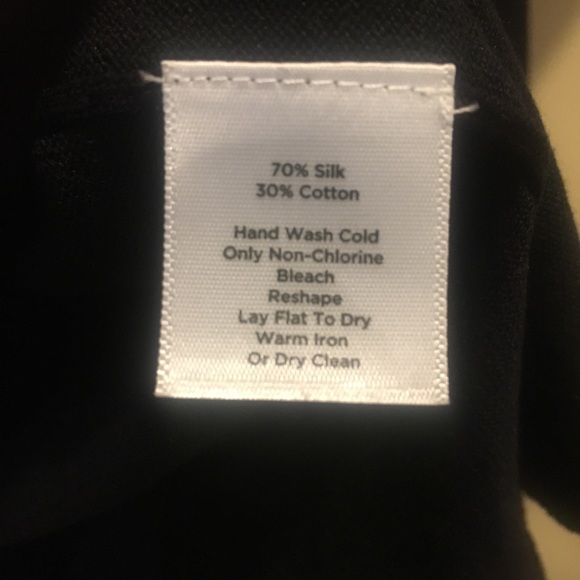 70% Silk
30% Cotton
Hand Wash Cold
Only Non-Chlorine
Bleach
Reshape
Lay Flat To Dry
Warm Iron
Or Dry Clean